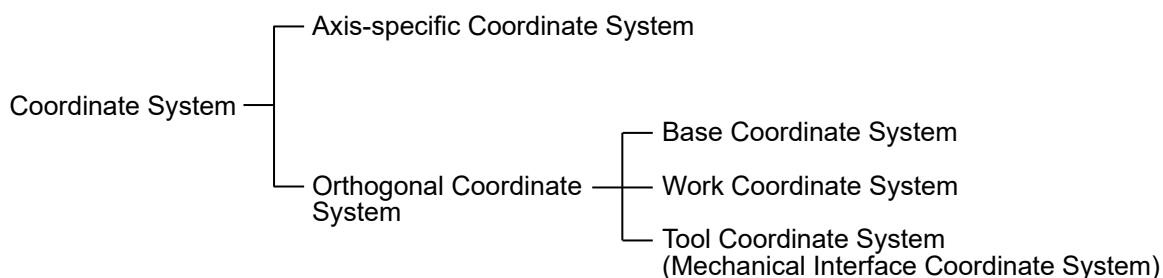 Axis-specific Coordinate System
Coordinate System
Base Coordinate System
Orthogonal Coordinate
System
Work Coordinate System
Tool Coordinate System
(Mechanical Interface Coordinate System)